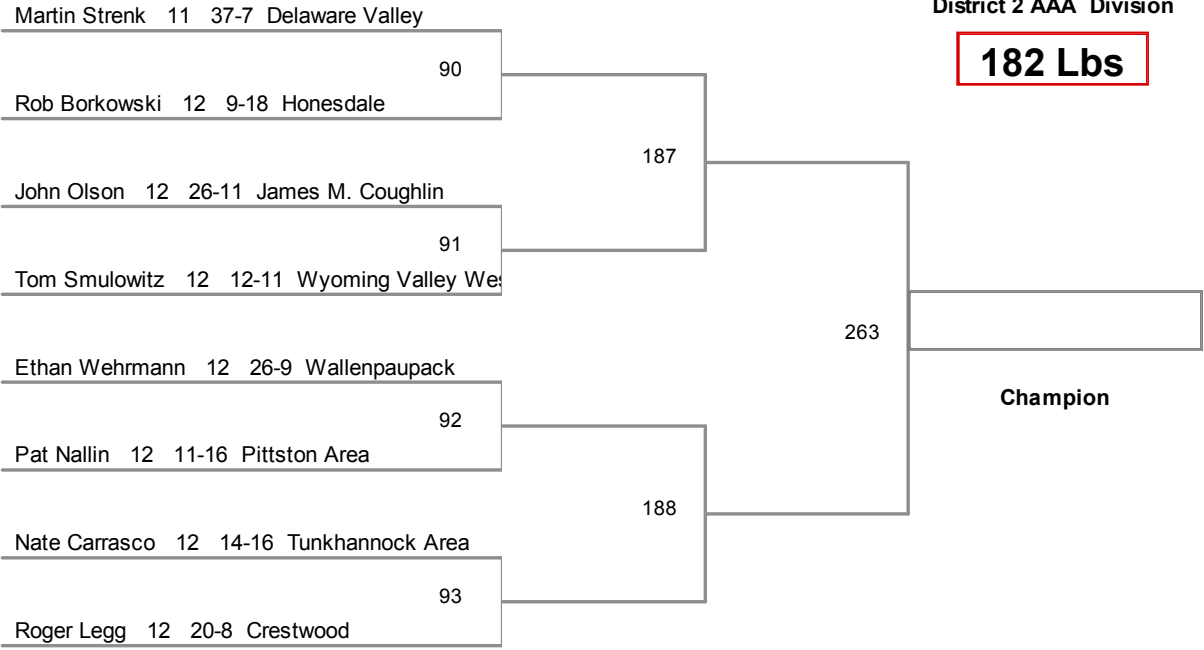 District 2 AAA Division
182 Lbs
Martin Strenk 11 37-7 Delaware Valley
90
Rob Borkowski 12 9-18 Honesdale
187
John Olson 12 26-11 James M. Coughlin
91
Tom Smulowitz 12 12-11 Wyoming Valley Wes
263
Ethan Wehrmann 12 26-9 Wallenpaupack
Champion
92
Pat Nallin 12 11-16 Pittston Area
188
Nate Carrasco 12 14-16 Tunkhannock Area
93
Roger Legg 12 20-8 Crestwood